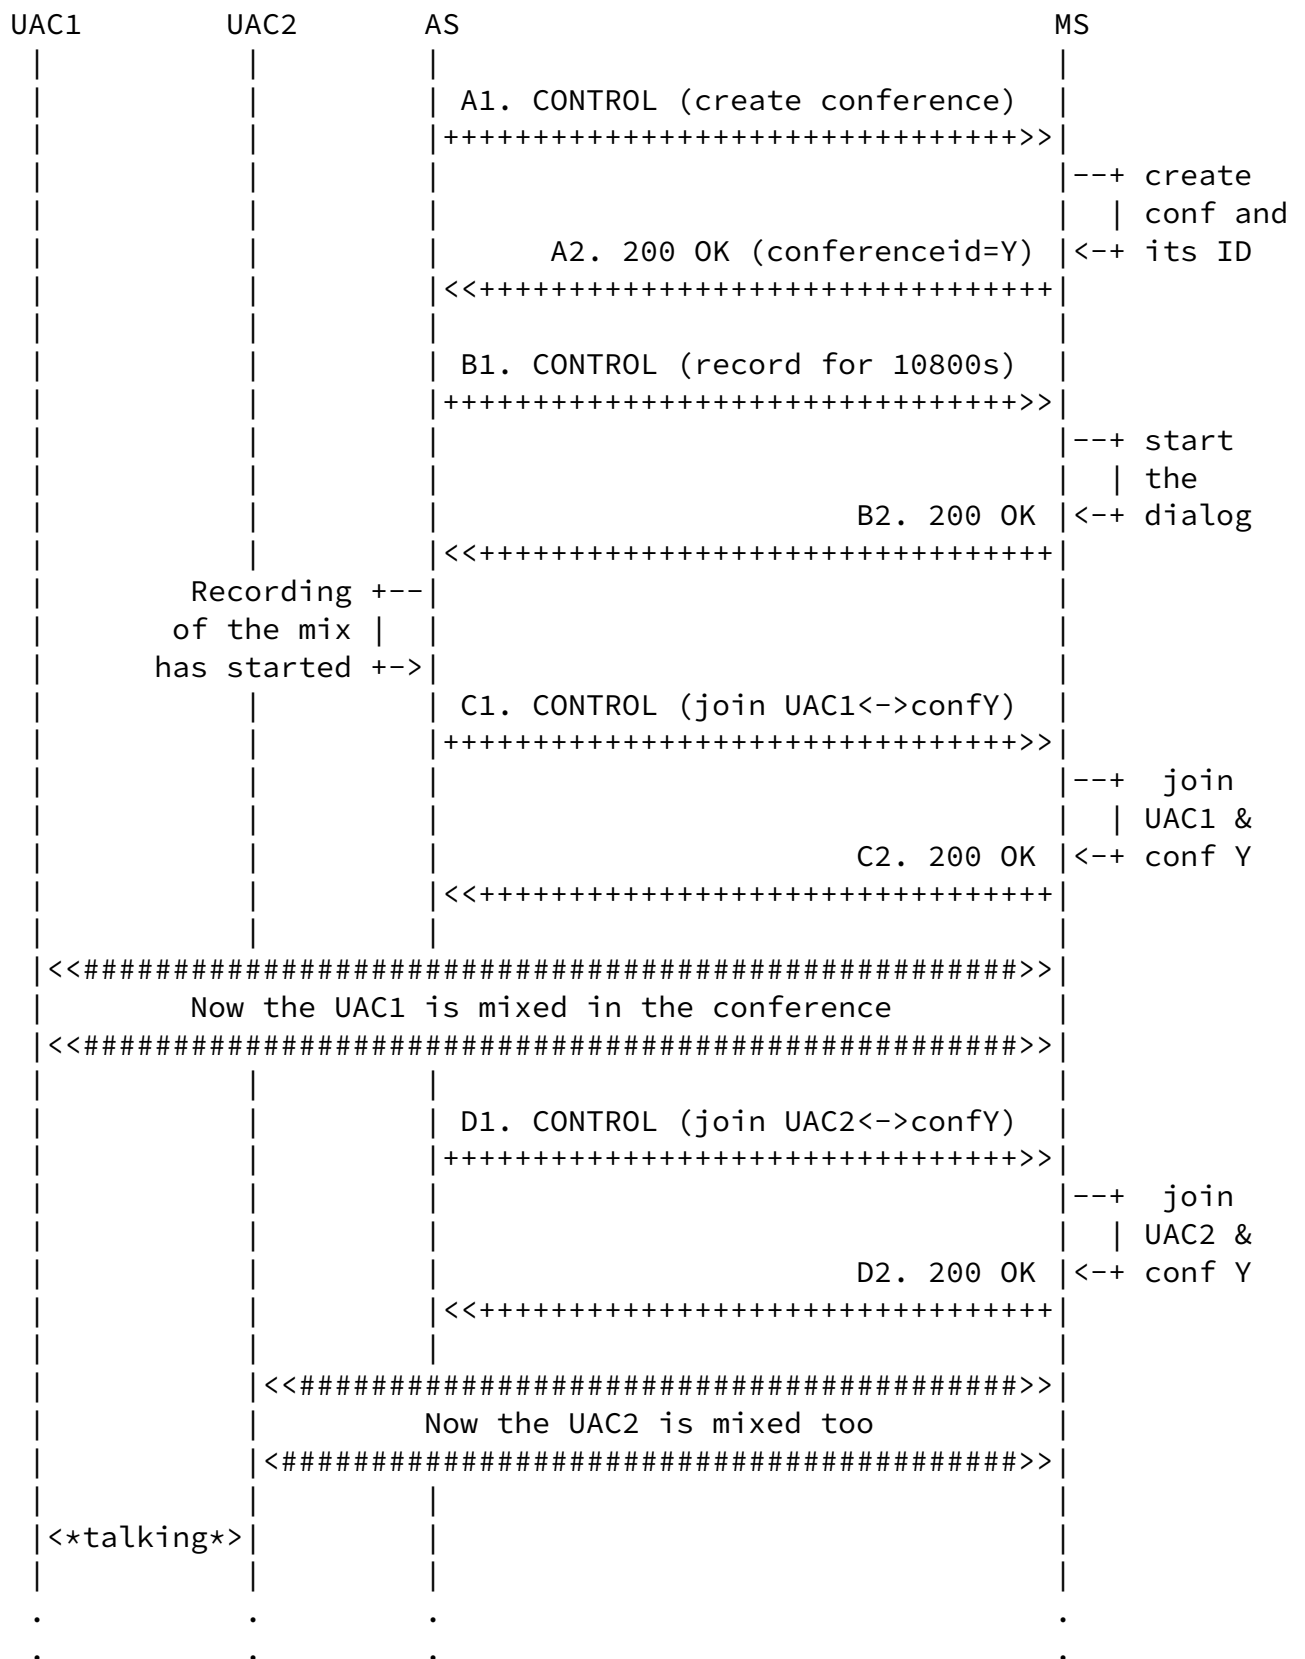 UAC1        UAC2       AS                                 MS
 |           |         |                                  |
 |           |         | A1. CONTROL (create conference)  |
 |           |         |++++++++++++++++++++++++++++++++>>|
 |           |         |                                  |--+ create
 |           |         |                                  |  | conf and
 |           |         |      A2. 200 OK (conferenceid=Y) |<-+ its ID
 |           |         |<<++++++++++++++++++++++++++++++++|
 |           |         |                                  |
 |           |         | B1. CONTROL (record for 10800s)  |
 |           |         |++++++++++++++++++++++++++++++++>>|
 |           |         |                                  |--+ start
 |           |         |                                  |  | the
 |           |         |                       B2. 200 OK |<-+ dialog
 |           |         |<<++++++++++++++++++++++++++++++++|
 |        Recording +--|                                  |
 |       of the mix |  |                                  |
 |      has started +->|                                  |
 |           |         | C1. CONTROL (join UAC1<->confY)  |
 |           |         |++++++++++++++++++++++++++++++++>>|
 |           |         |                                  |--+  join
 |           |         |                                  |  | UAC1 &
 |           |         |                       C2. 200 OK |<-+ conf Y
 |           |         |<<++++++++++++++++++++++++++++++++|
 |           |         |                                  |
 |<<####################################################>>|
 |        Now the UAC1 is mixed in the conference         |
 |<<####################################################>>|
 |           |         |                                  |
 |           |         | D1. CONTROL (join UAC2<->confY)  |
 |           |         |++++++++++++++++++++++++++++++++>>|
 |           |         |                                  |--+  join
 |           |         |                                  |  | UAC2 &
 |           |         |                       D2. 200 OK |<-+ conf Y
 |           |         |<<++++++++++++++++++++++++++++++++|
 |           |         |                                  |
 |           |<<########################################>>|
 |           |         Now the UAC2 is mixed too          |
 |           |<#########################################>>|
 |           |         |                                  |
 |<*talking*>|         |                                  |
 |           |         |                                  |
 .           .         .                                  .
 .           .         .                                  .